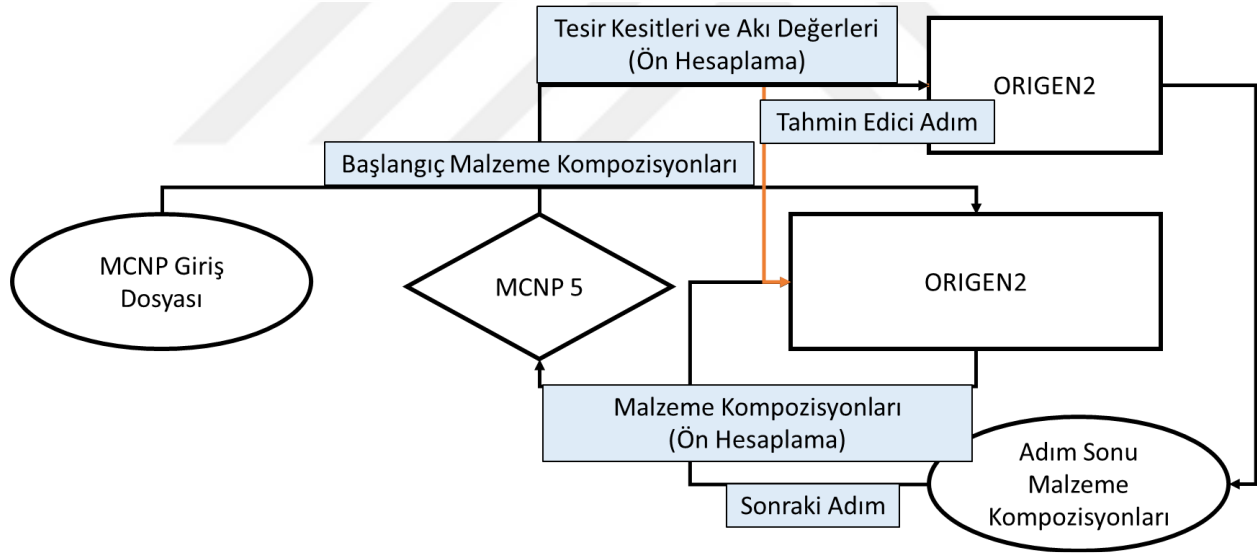 Tesir Kesitleri ve Akı Değerleri
(Ön Hesaplama)
ORIGEN2
Tahmin Edici Adım
Başlangıç Malzeme Kompozisyonları
MCNP Giriş
Dosyası
MCNP 5
ORIGEN2
Malzeme Kompozisyonları
(Ön Hesaplama)
Adım Sonu
Malzeme
Kompozisyonları
Sonraki Adım